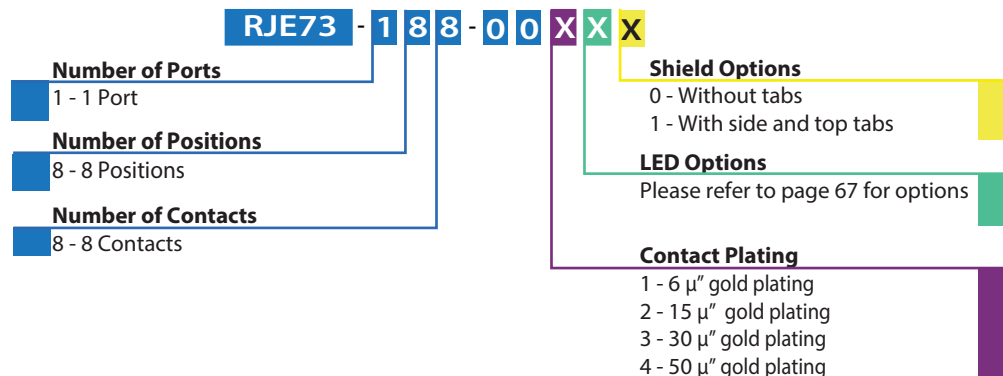 RJE73 - 1 8 8 - 0 0 X X X
Number of Ports
1 - 1 Port
Number of Positions
8 - 8 Positions
Number of Contacts
8 - 8 Contacts
Shield Options
0 - Without tabs
1 - With side and top tabs
LED Options
Please refer to page 67 for options
Contact Plating
1 - 6 µ” gold plating
2 - 15 µ” gold plating
3 - 30 µ” gold plating
4 - 50 µ” gold plating